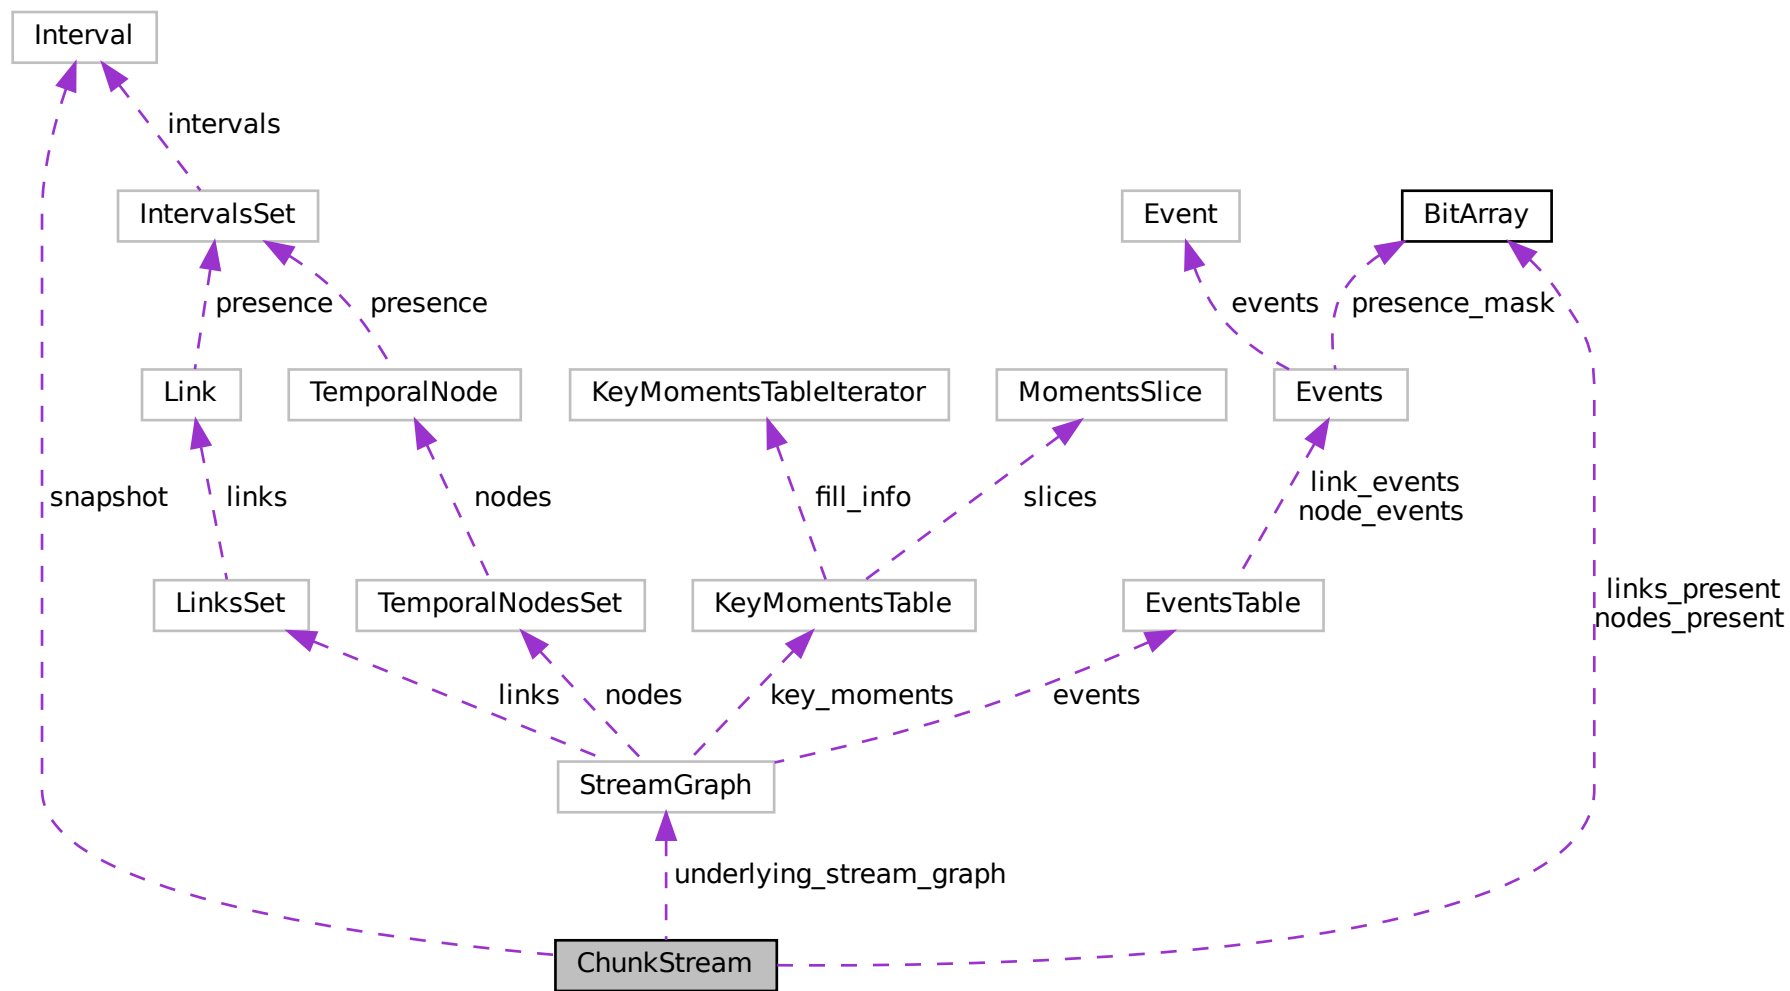 Interval
intervals
IntervalsSet
Event
BitArray
presence
presence
events
presence_mask
Link
TemporalNode
KeyMomentsTableIterator
MomentsSlice
Events
snapshot
links
nodes
fill_info
slices
link_events
node_events
links_present
nodes_present
LinksSet
TemporalNodesSet
KeyMomentsTable
EventsTable
links
nodes
key_moments
events
StreamGraph
underlying_stream_graph
ChunkStream